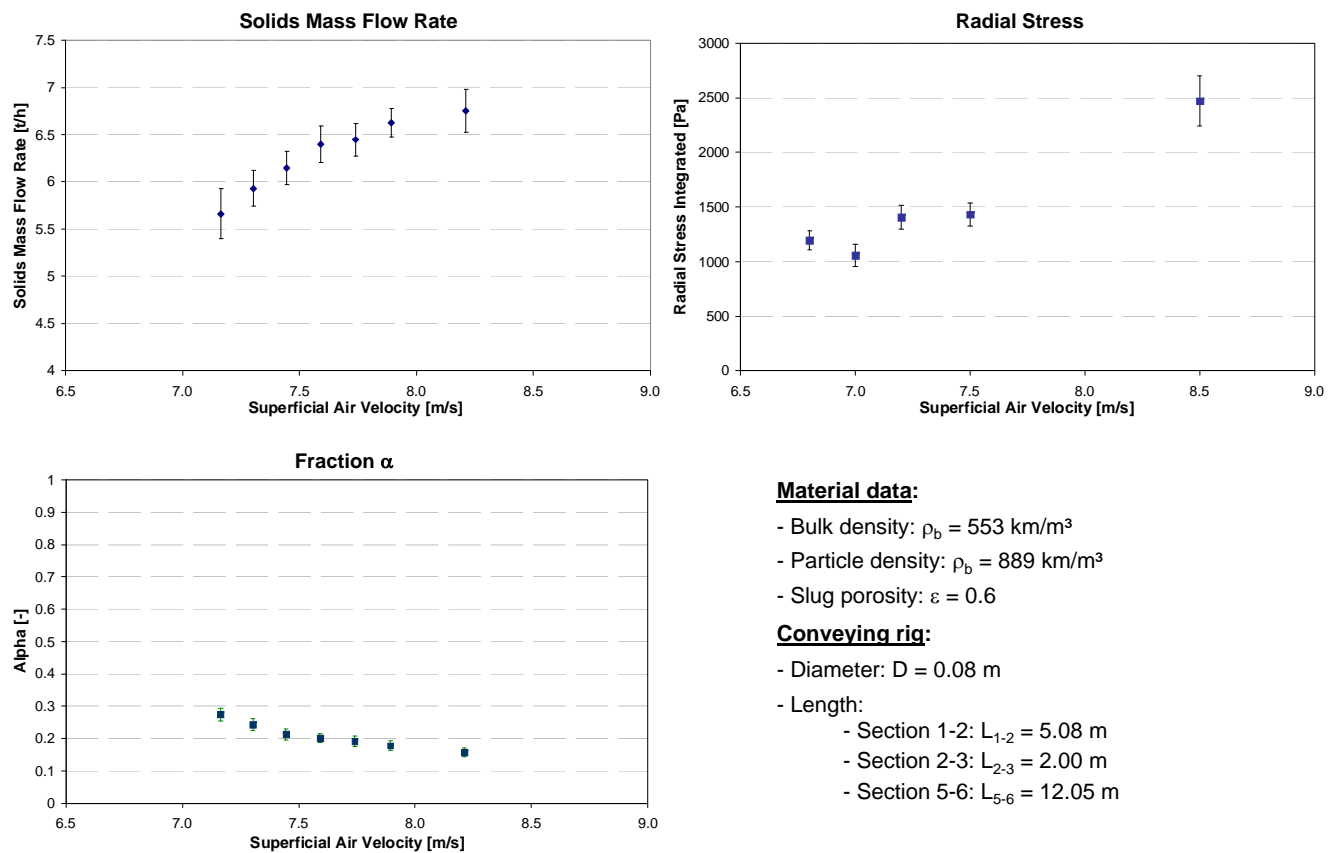 Solids Mass Flow Rate
7.5
7
6.5
6
5.5
5
4.5
4
Solids Mass Flow Rate [t/h]
6.5 7.0 7.5 8.0 8.5 9.0
Superficial Air Velocity [m/s]
Radial Stress
3000
2500
2000
1500
1000
500
0
Radial Stress Integrated [Pa]
6.5 7.0 7.5 8.0 8.5 9.0
Superficial Air Velocity [m/s]
Fraction α
1
0.9
0.8
0.7
0.6
0.5
0.4
0.3
0.2
0.1
0
Alpha [-]
6.5 7.0 7.5 8.0 8.5 9.0
Superficial Air Velocity [m/s]
Material data:
- Bulk density: ρb = 553 km/m³
- Particle density: ρb = 889 km/m³
- Slug porosity: ε = 0.6
Conveying rig:
- Diameter: D = 0.08 m
- Length:
- Section 1-2: L1-2 = 5.08 m
- Section 2-3: L2-3 = 2.00 m
- Section 5-6: L5-6 = 12.05 m